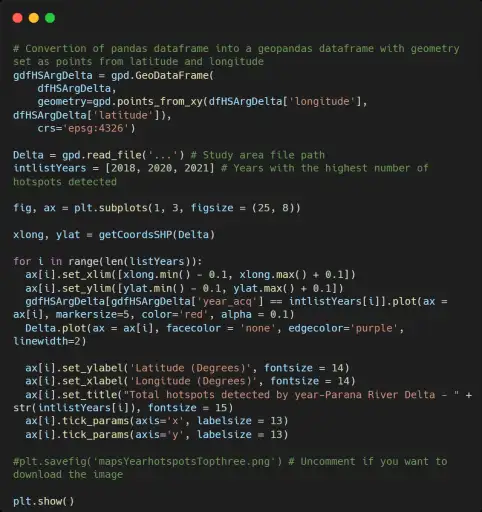 # Convertion of pandas dataframe into a geopandas dataframe with geometry
set as points from latitude and longitude
gdfHSArgDelta = gpd.GeoDataFrame(
    dfHSArgDelta,
    geometry=gpd.points_from_xy(dfHSArgDelta['longitude'],
dfHSArgDelta['latitude']),
    crs='epsg:4326')

Delta = gpd.read_file('...') # Study area file path
intlistYears = [2018, 2020, 2021] # Years with the highest number of
hotspots detected

fig, ax = plt.subplots(1, 3, figsize = (25, 8))

xlong, ylat = getCoordsSHP(Delta)

for i in range(len(listYears)):
  ax[i].set_xlim([xlong.min() - 0.1, xlong.max() + 0.1])
  ax[i].set_ylim([ylat.min() - 0.1, ylat.max() + 0.1])
  gdfHSArgDelta[gdfHSArgDelta['year_acq'] == intlistYears[i]].plot(ax =
ax[i], markersize=5, color='red', alpha = 0.1)
  Delta.plot(ax = ax[i], facecolor = 'none', edgecolor='purple',
linewidth=2)

  ax[i].set_ylabel('Latitude (Degrees)', fontsize = 14)
  ax[i].set_xlabel('Longitude (Degrees)', fontsize = 14)
  ax[i].set_title("Total hotspots detected by year-Parana River Delta - " +
str(intlistYears[i]), fontsize = 15)
  ax[i].tick_params(axis='x', labelsize = 13)
  ax[i].tick_params(axis='y', labelsize = 13)

#plt.savefig('mapsYearhotspotsTopthree.png') # Uncomment if you want to
download the image

plt.show()